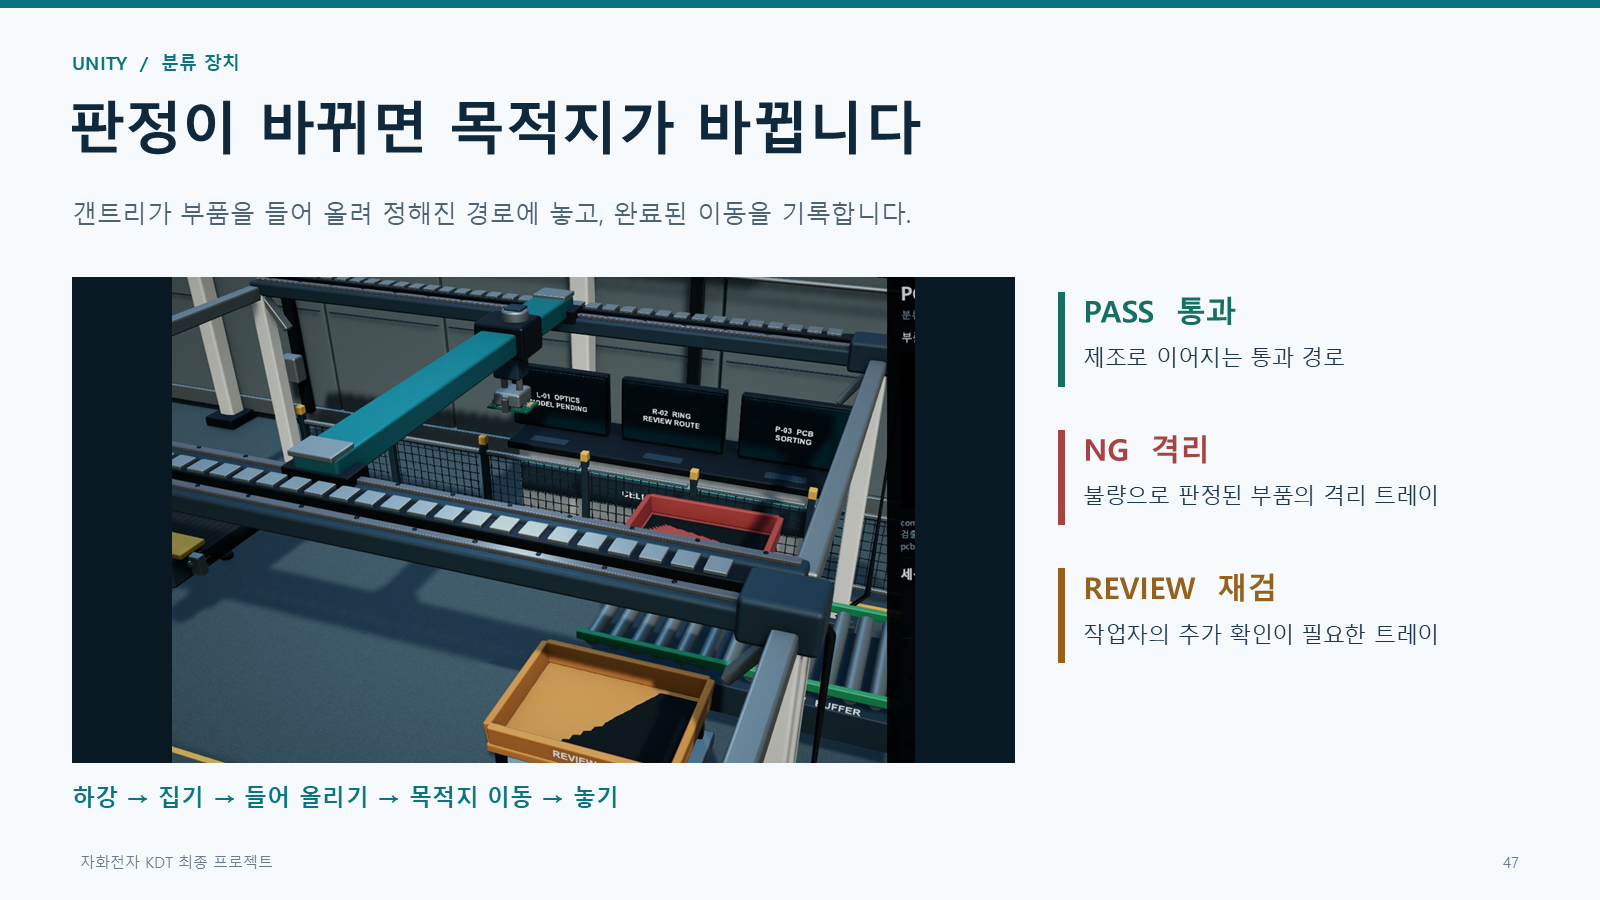 UNITY / 분류 장치
판정이 바뀌면 목적지가 바뀝니다
갠트리가 부품을 들어 올려 정해진 경로에 놓고, 완료된 이동을 기록합니다.
L-01 OPTICS
MODEL PENDING
R-02 RING
REVIEW ROUTE
P-03 PCB
SORTING
REVIEW
BUFFER
PASS 통과
제조로 이어지는 통과 경로
NG 격리
불량으로 판정된 부품의 격리 트레이
REVIEW 재검
작업자의 추가 확인이 필요한 트레이
하강 → 집기 → 들어 올리기 → 목적지 이동 → 놓기
자화전자 KDT 최종 프로젝트
47